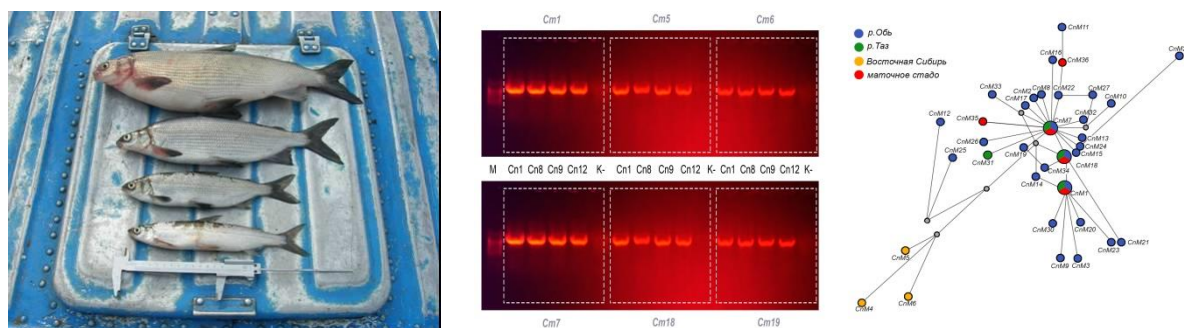 Cm1 Cm5 Cm6
M Cn1 Cn8 Cn9 Cn12 K- Cn1 Cn8 Cn9 Cn12 K- Cn1 Cn8 Cn9 Cn12 K-
Cm7 Cm18 Cm19
р.Обь
р.Таз
Восточная Сибирь
маточное стадо
CnM11
CnM16
CnM36
CnM33
CnM2
CnM8
CnM22
CnM27
CnM17
CnM10
CnM12
CnM35
CnM7
CnM32
CnM26
CnM13
CnM24
CnM25
CnM31
CnM19
CnM15
CnM34
CnM18
CnM14
CnM1
CnM30
CnM20
CnM23
CnM21
CnM9
CnM3
CnM5
CnM4
CnM6